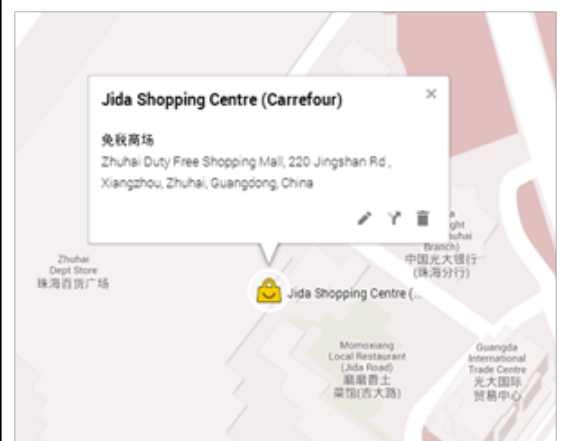 Jida Shopping Centre (Carrefour)
免税商场
Zhuhai Duty Free Shopping Mall, 220 Jingshan Rd.,
Xiangzhou, Zhuhai, Guangdong, China
Zhuhai
Dept Store
珠海百货广场
Branch)
中国光大银行
(珠海分行)
Jida Shopping Centre (...
Momoxiang
Local Restaurant
(Jida Road)
磨磨香土
菜馆(吉大路)
Guangda
International
Trade Centre
光大国际
贸易中心